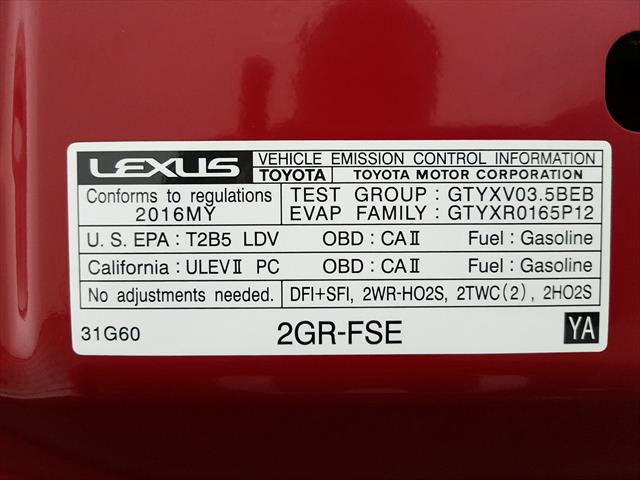 LEXUS VEHICLE EMISSION CONTROL INFORMATION
TOYOTA TOYOTA MOTOR CORPORATION
Conforms to regulations TEST GROUP : GTYXV03.5BEB
2016MY EVAP FAMILY : GTYXR0165P12
U. S. EPA : T2B5 LDV OBD : CAⅡ Fuel : Gasoline
California : ULEVⅡ PC OBD : CAⅡ Fuel : Gasoline
No adjustments needed. DFI+SFI, 2WR-HO2S, 2TWC(2), 2HO2S
31G60 2GR-FSE YA